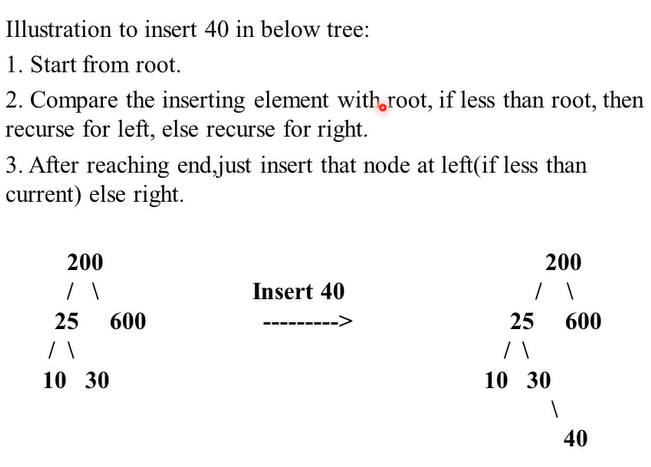 Illustration to insert 40 in below tree:
1. Start from root.
2. Compare the inserting element with root, if less than root, then
recurse for left, else recurse for right.
3. After reaching end,just insert that node at left(if less than
current) else right.
200 200
/ \ Insert 40 / \
25 600 ---------> 25 600
/ \ / \
10 30 10 30
\
40